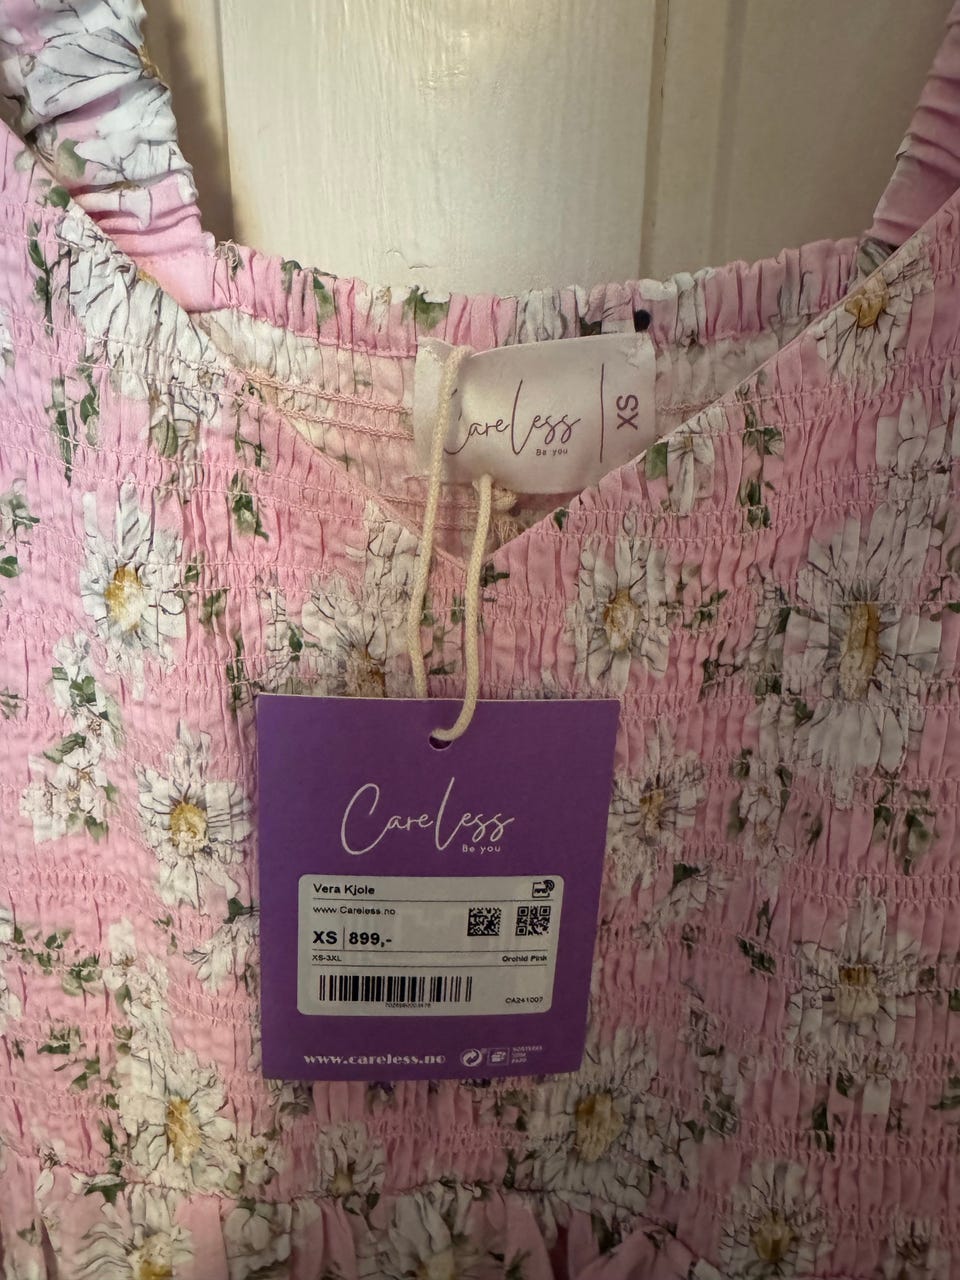 CareLess
Be you
XS
CareLess
Be you
Vera Kjole
www.Careless.no
XS 899,-
XS-3XL Orchid Pink
CA241007
www.careless.no